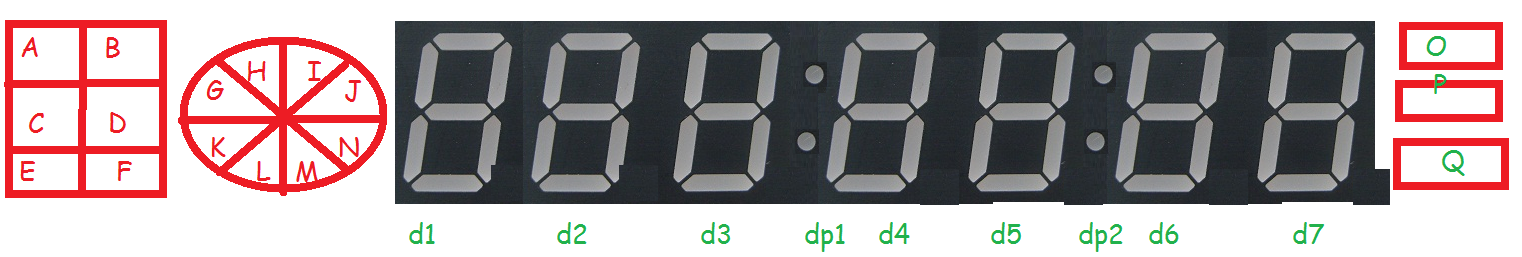 A B
C D
E F
G H I J
K L M N
O
P
Q
d1 d2 d3 dp1 d4 d5 dp2 d6 d7